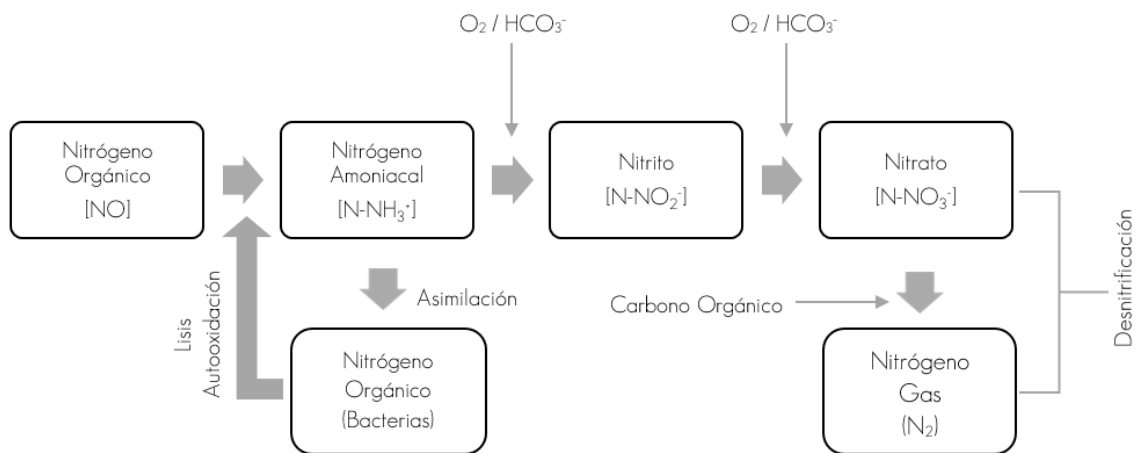 O₂ / HCO₃⁻
O₂ / HCO₃⁻
Nitrógeno
Orgánico
[NO]
Nitrógeno
Amoniacal
[N-NH₃⁺]
Nitrito
[N-NO₂⁻]
Nitrato
[N-NO₃⁻]
Lisis
Autooxidación
Asimilación
Carbono Orgánico
Desnitrificación
Nitrógeno
Orgánico
(Bacterias)
Nitrógeno
Gas
(N₂)